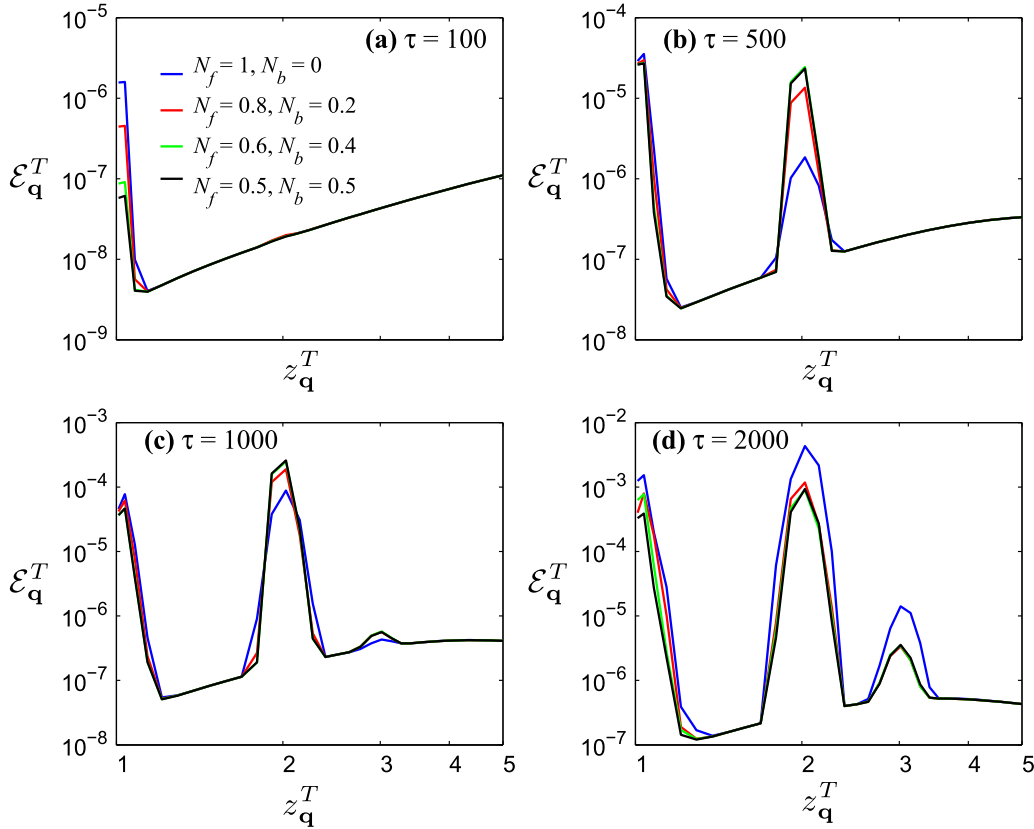 (a) τ = 100
10⁻⁵
10⁻⁶
10⁻⁷
10⁻⁸
10⁻⁹
ℰ_𝐪^T
N_f = 1, N_b = 0
N_f = 0.8, N_b = 0.2
N_f = 0.6, N_b = 0.4
N_f = 0.5, N_b = 0.5
z_𝐪^T
(b) τ = 500
10⁻⁴
10⁻⁵
10⁻⁶
10⁻⁷
10⁻⁸
ℰ_𝐪^T
z_𝐪^T
(c) τ = 1000
10⁻³
10⁻⁴
10⁻⁵
10⁻⁶
10⁻⁷
10⁻⁸
ℰ_𝐪^T
1 2 3 4 5
z_𝐪^T
(d) τ = 2000
10⁻²
10⁻³
10⁻⁴
10⁻⁵
10⁻⁶
10⁻⁷
ℰ_𝐪^T
1 2 3 4 5
z_𝐪^T